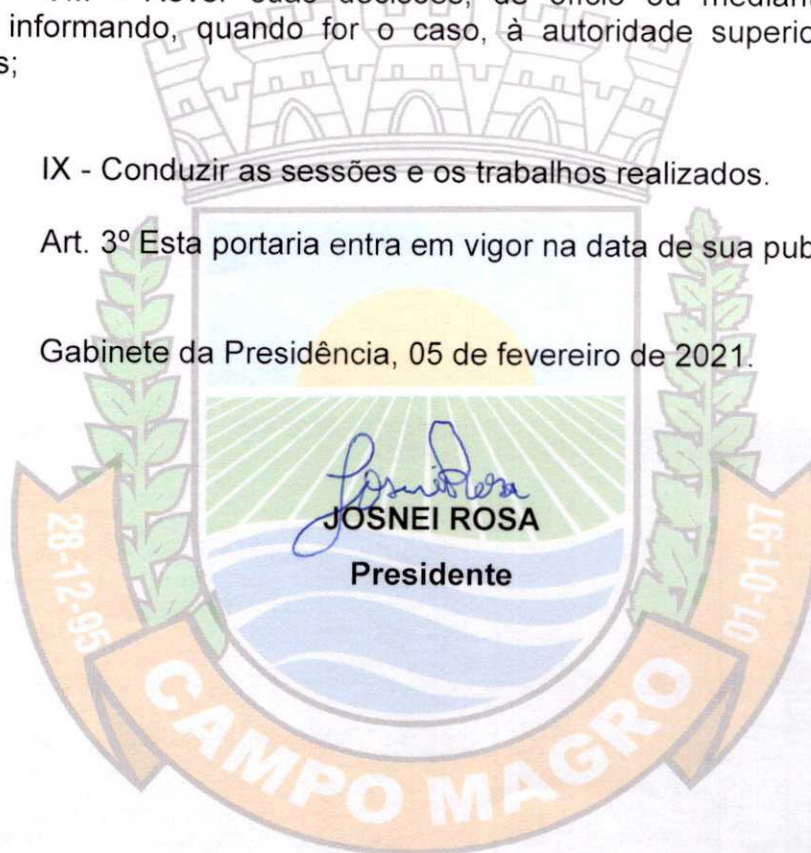 informando, quando for o caso, à autoridade superio
s;
IX - Conduzir as sessões e os trabalhos realizados.
Art. 3º Esta portaria entra em vigor na data de sua pub
Gabinete da Presidência, 05 de fevereiro de 2021.
JOSNEI ROSA
Presidente
28-12-95
01-01-97
CAMPO MAGRO